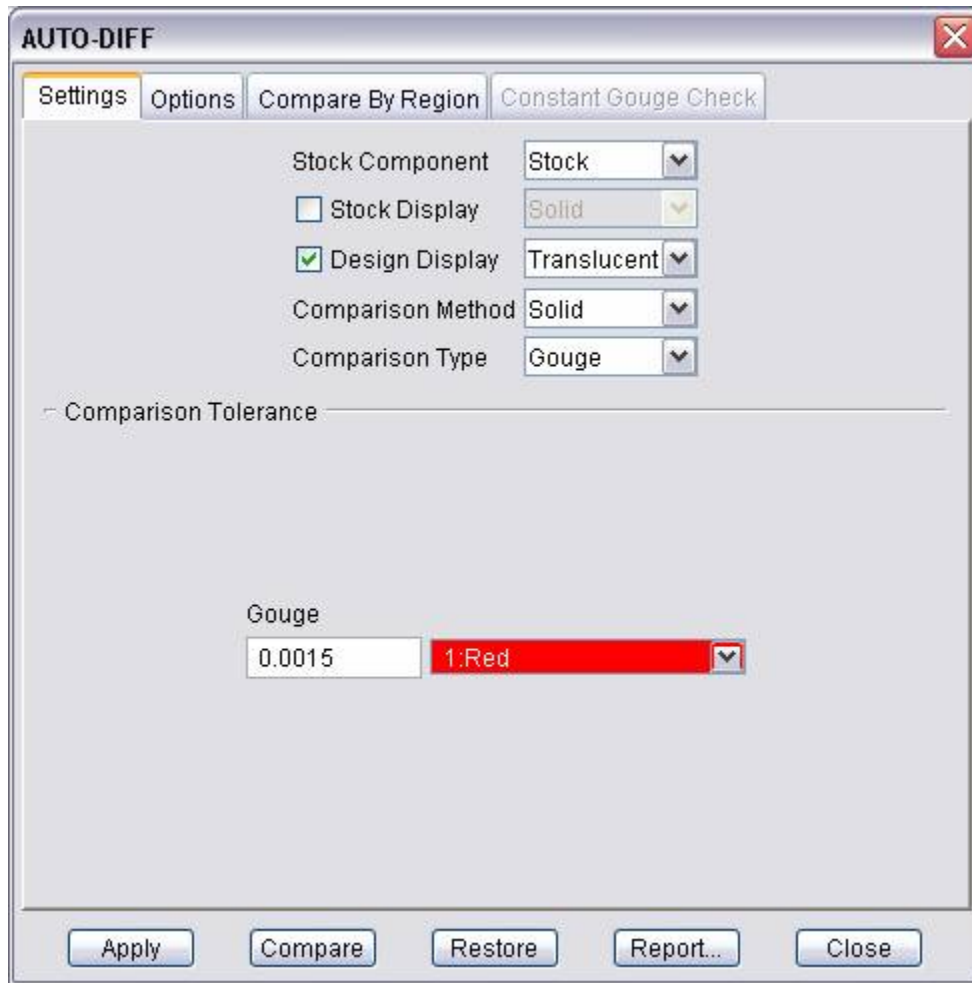 AUTO-DIFF
Settings Options Compare By Region Constant Gouge Check
Stock Component Stock
Stock Display Solid
Design Display Translucent
Comparison Method Solid
Comparison Type Gouge
Comparison Tolerance
Gouge
0.0015 1:Red
Apply Compare Restore Report... Close